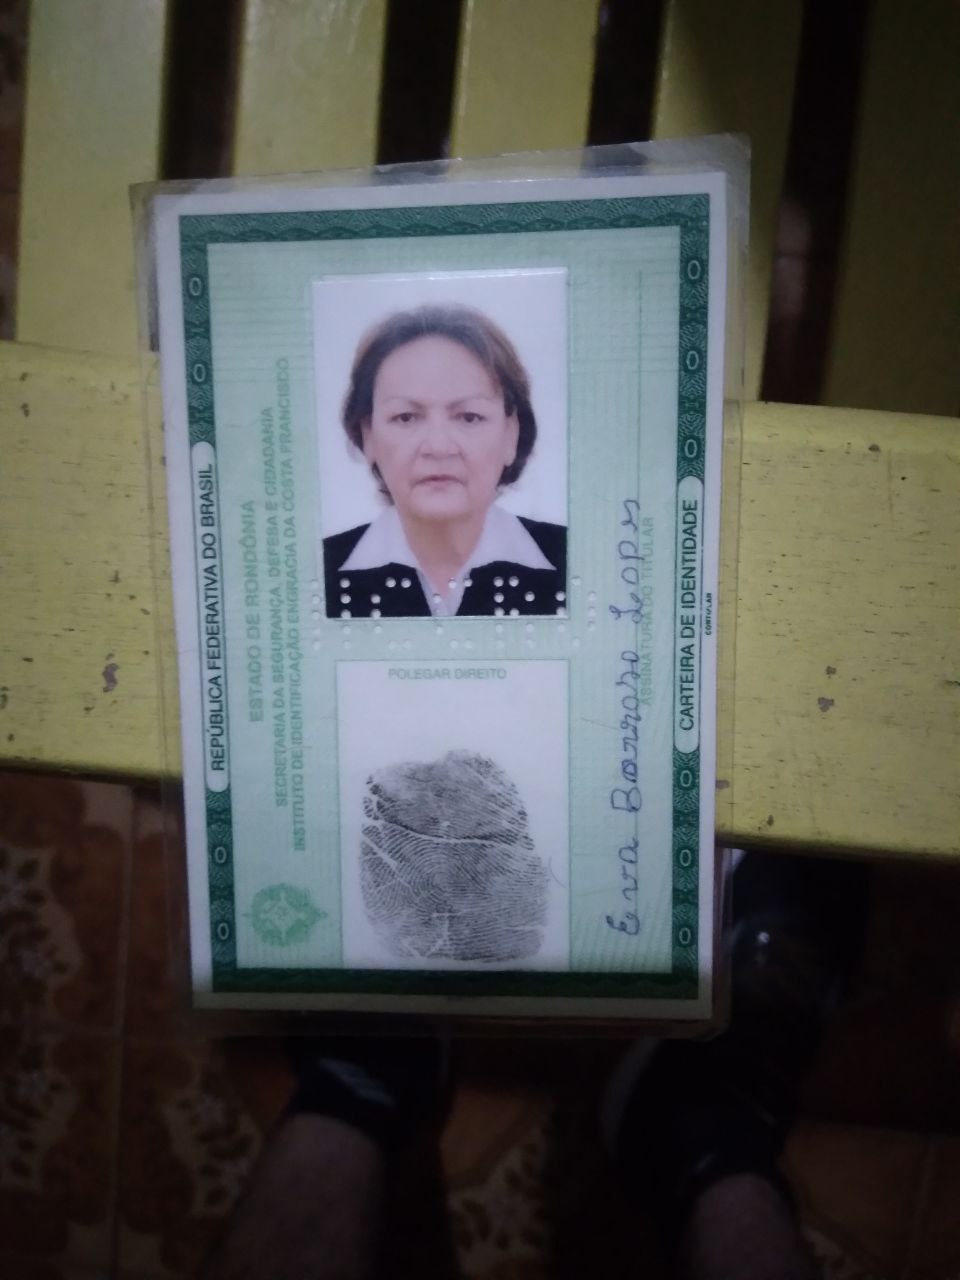 REPÚBLICA FEDERATIVA DO BRASIL
ESTADO DE RONDÔNIA
SECRETARIA DA SEGURANÇA, DEFESA E CIDADANIA
INSTITUTO DE IDENTIFICAÇÃO ENGRACIA DA COSTA FRANCISCO
POLEGAR DIREITO
Eva Barroso Lopes
ASSINATURA DO TITULAR
CARTEIRA DE IDENTIDADE